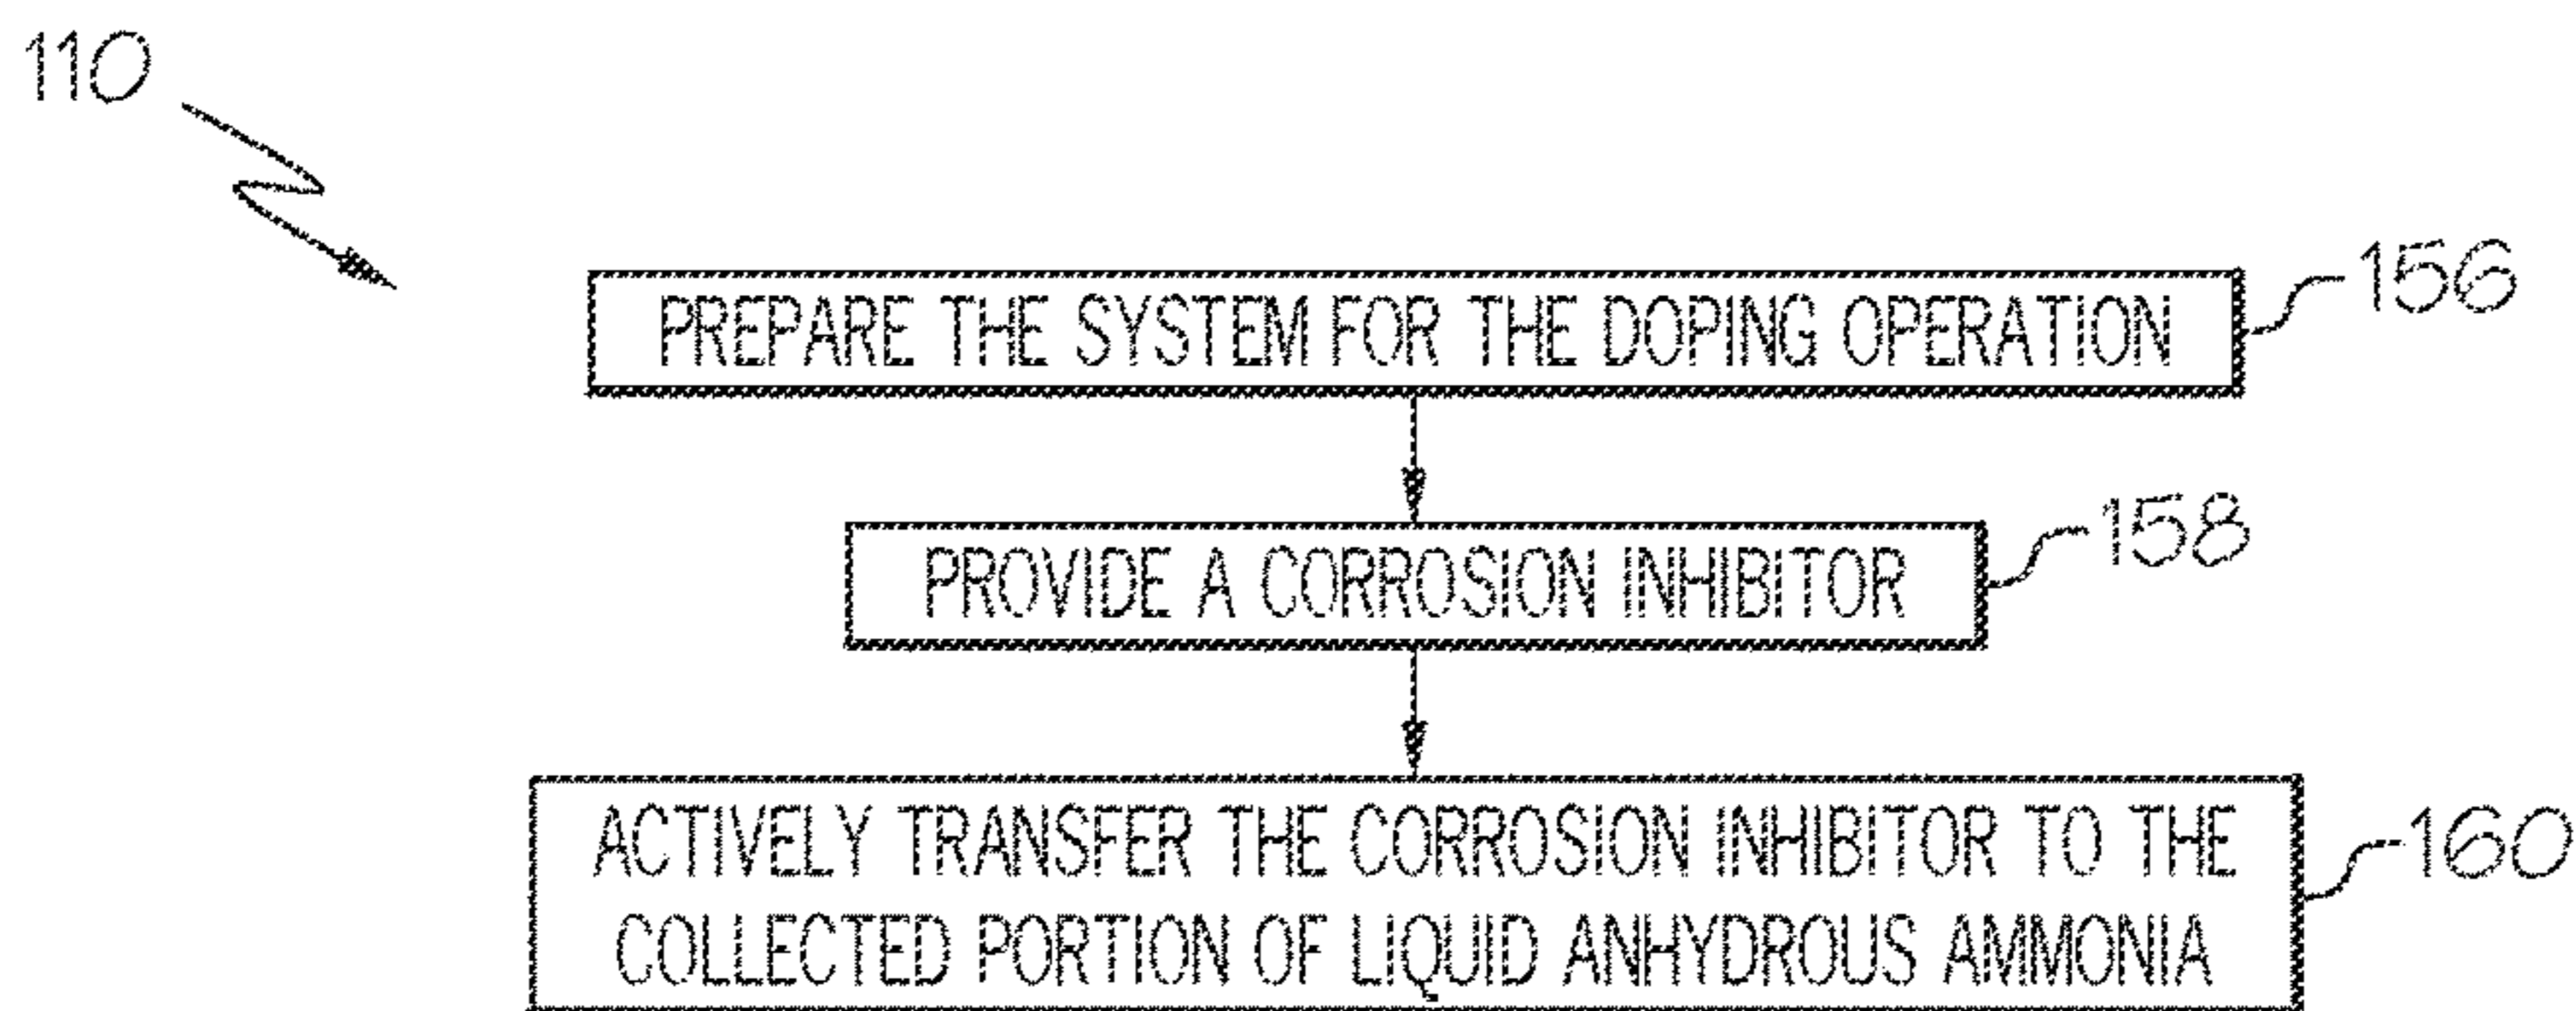 110
PREPARE THE SYSTEM FOR THE DOPING OPERATION
156
PROVIDE A CORROSION INHIBITOR
158
ACTIVELY TRANSFER THE CORROSION INHIBITOR TO THE
COLLECTED PORTION OF LIQUID ANHYDROUS AMMONIA
160